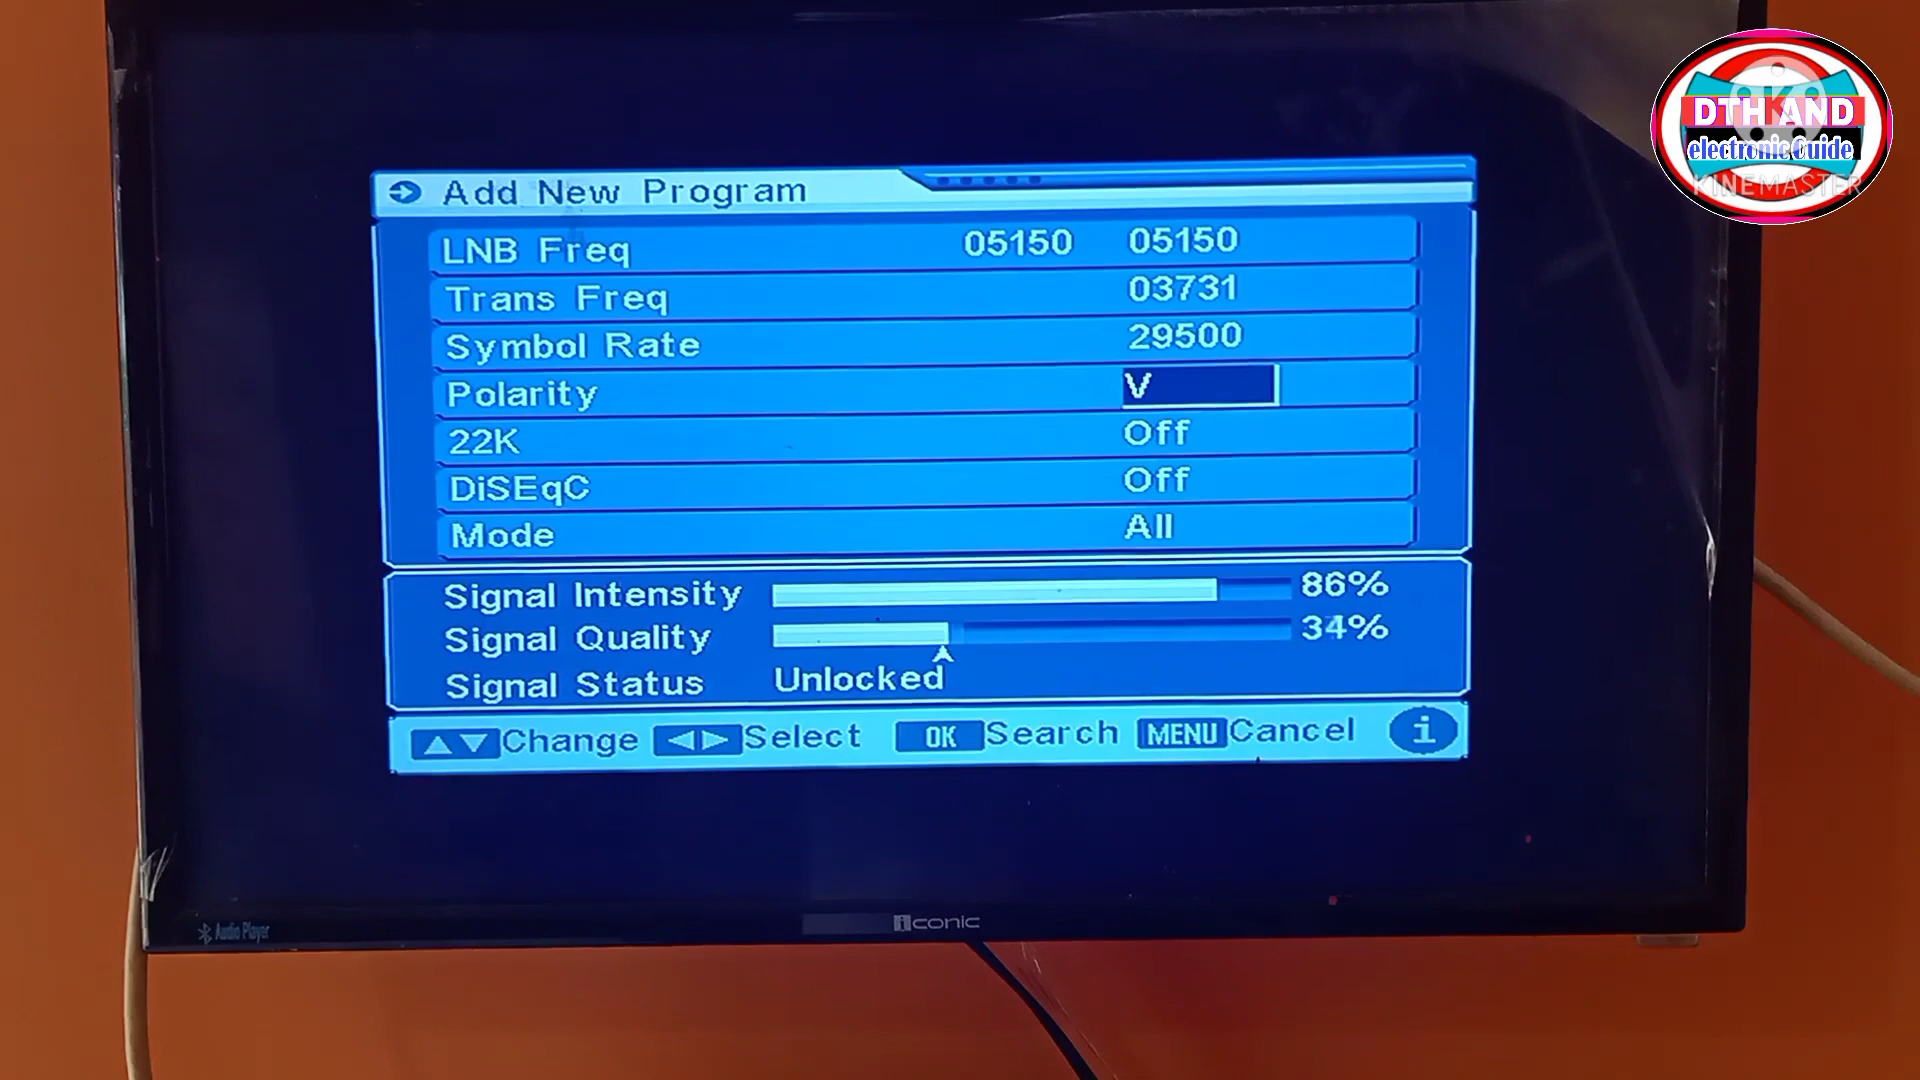 DTH AND
electronic Guide
KINEMASTER
Add New Program
LNB Freq 05150 05150
Trans Freq 03731
Symbol Rate 29500
Polarity V
22K Off
DiSEqC Off
Mode All
Signal Intensity 86%
Signal Quality 34%
Signal Status Unlocked
Change Select OK Search MENU Cancel i
Audio Player
iconic